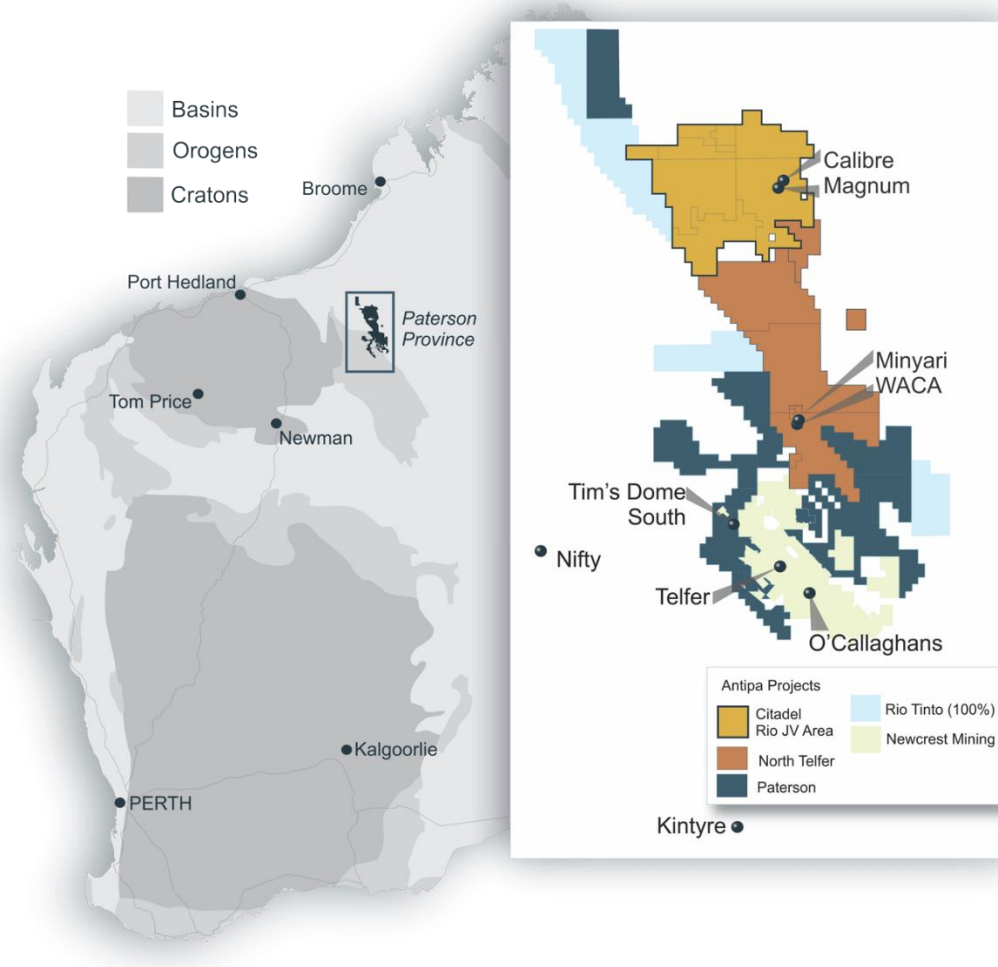 Basins
Orogens
Cratons
Broome
Port Hedland
Paterson
Province
Tom Price
Newman
Kalgoorlie
PERTH
Calibre
Magnum
Minyari
WACA
Tim's Dome
South
Nifty
Telfer
O'Callaghans
Antipa Projects
Citadel
Rio JV Area
North Telfer
Paterson
Rio Tinto (100%)
Newcrest Mining
Kintyre